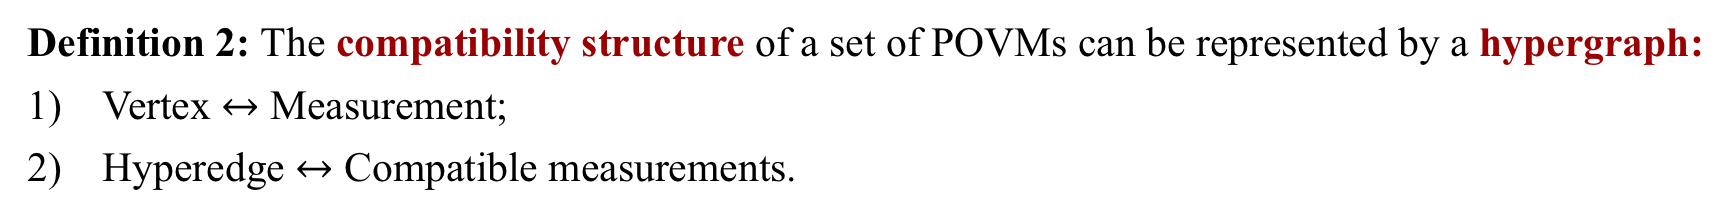 Definition 2: The compatibility structure of a set of POVMs can be represented by a hypergraph:
1) Vertex ↔ Measurement;
2) Hyperedge ↔ Compatible measurements.